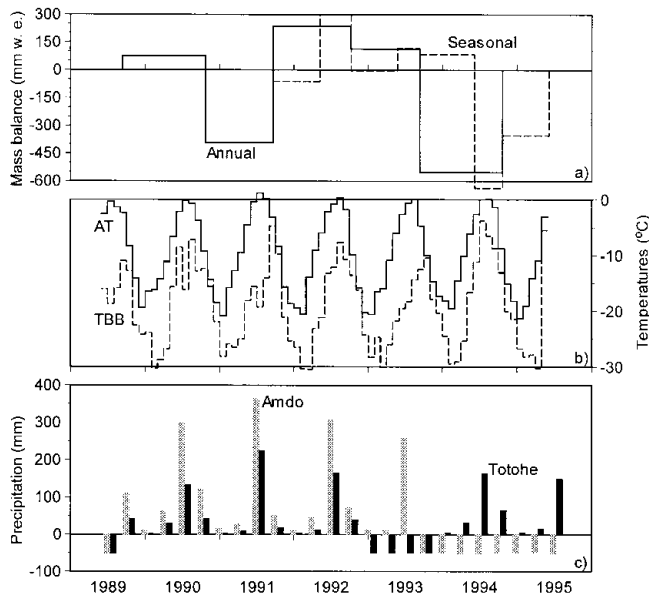 Mass balance (mm w. e.)
300
150
0
-150
-300
-450
-600
Seasonal
Annual
a)
AT
TBB
0
-10
-20
-30
Temperatures (°C)
b)
Precipitation (mm)
400
300
200
100
0
-100
Amdo
Totohe
c)
1989 1990 1991 1992 1993 1994 1995